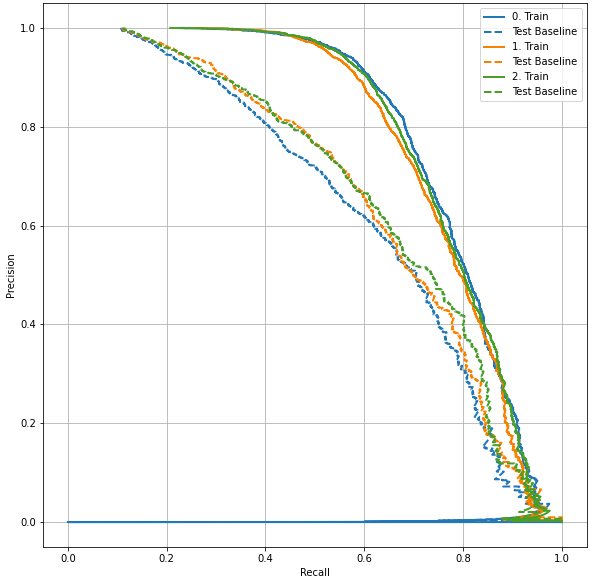 0. Train
Test Baseline
1. Train
Test Baseline
2. Train
Test Baseline
1.0
0.8
0.6
0.4
0.2
0.0
Precision
0.0 0.2 0.4 0.6 0.8 1.0
Recall